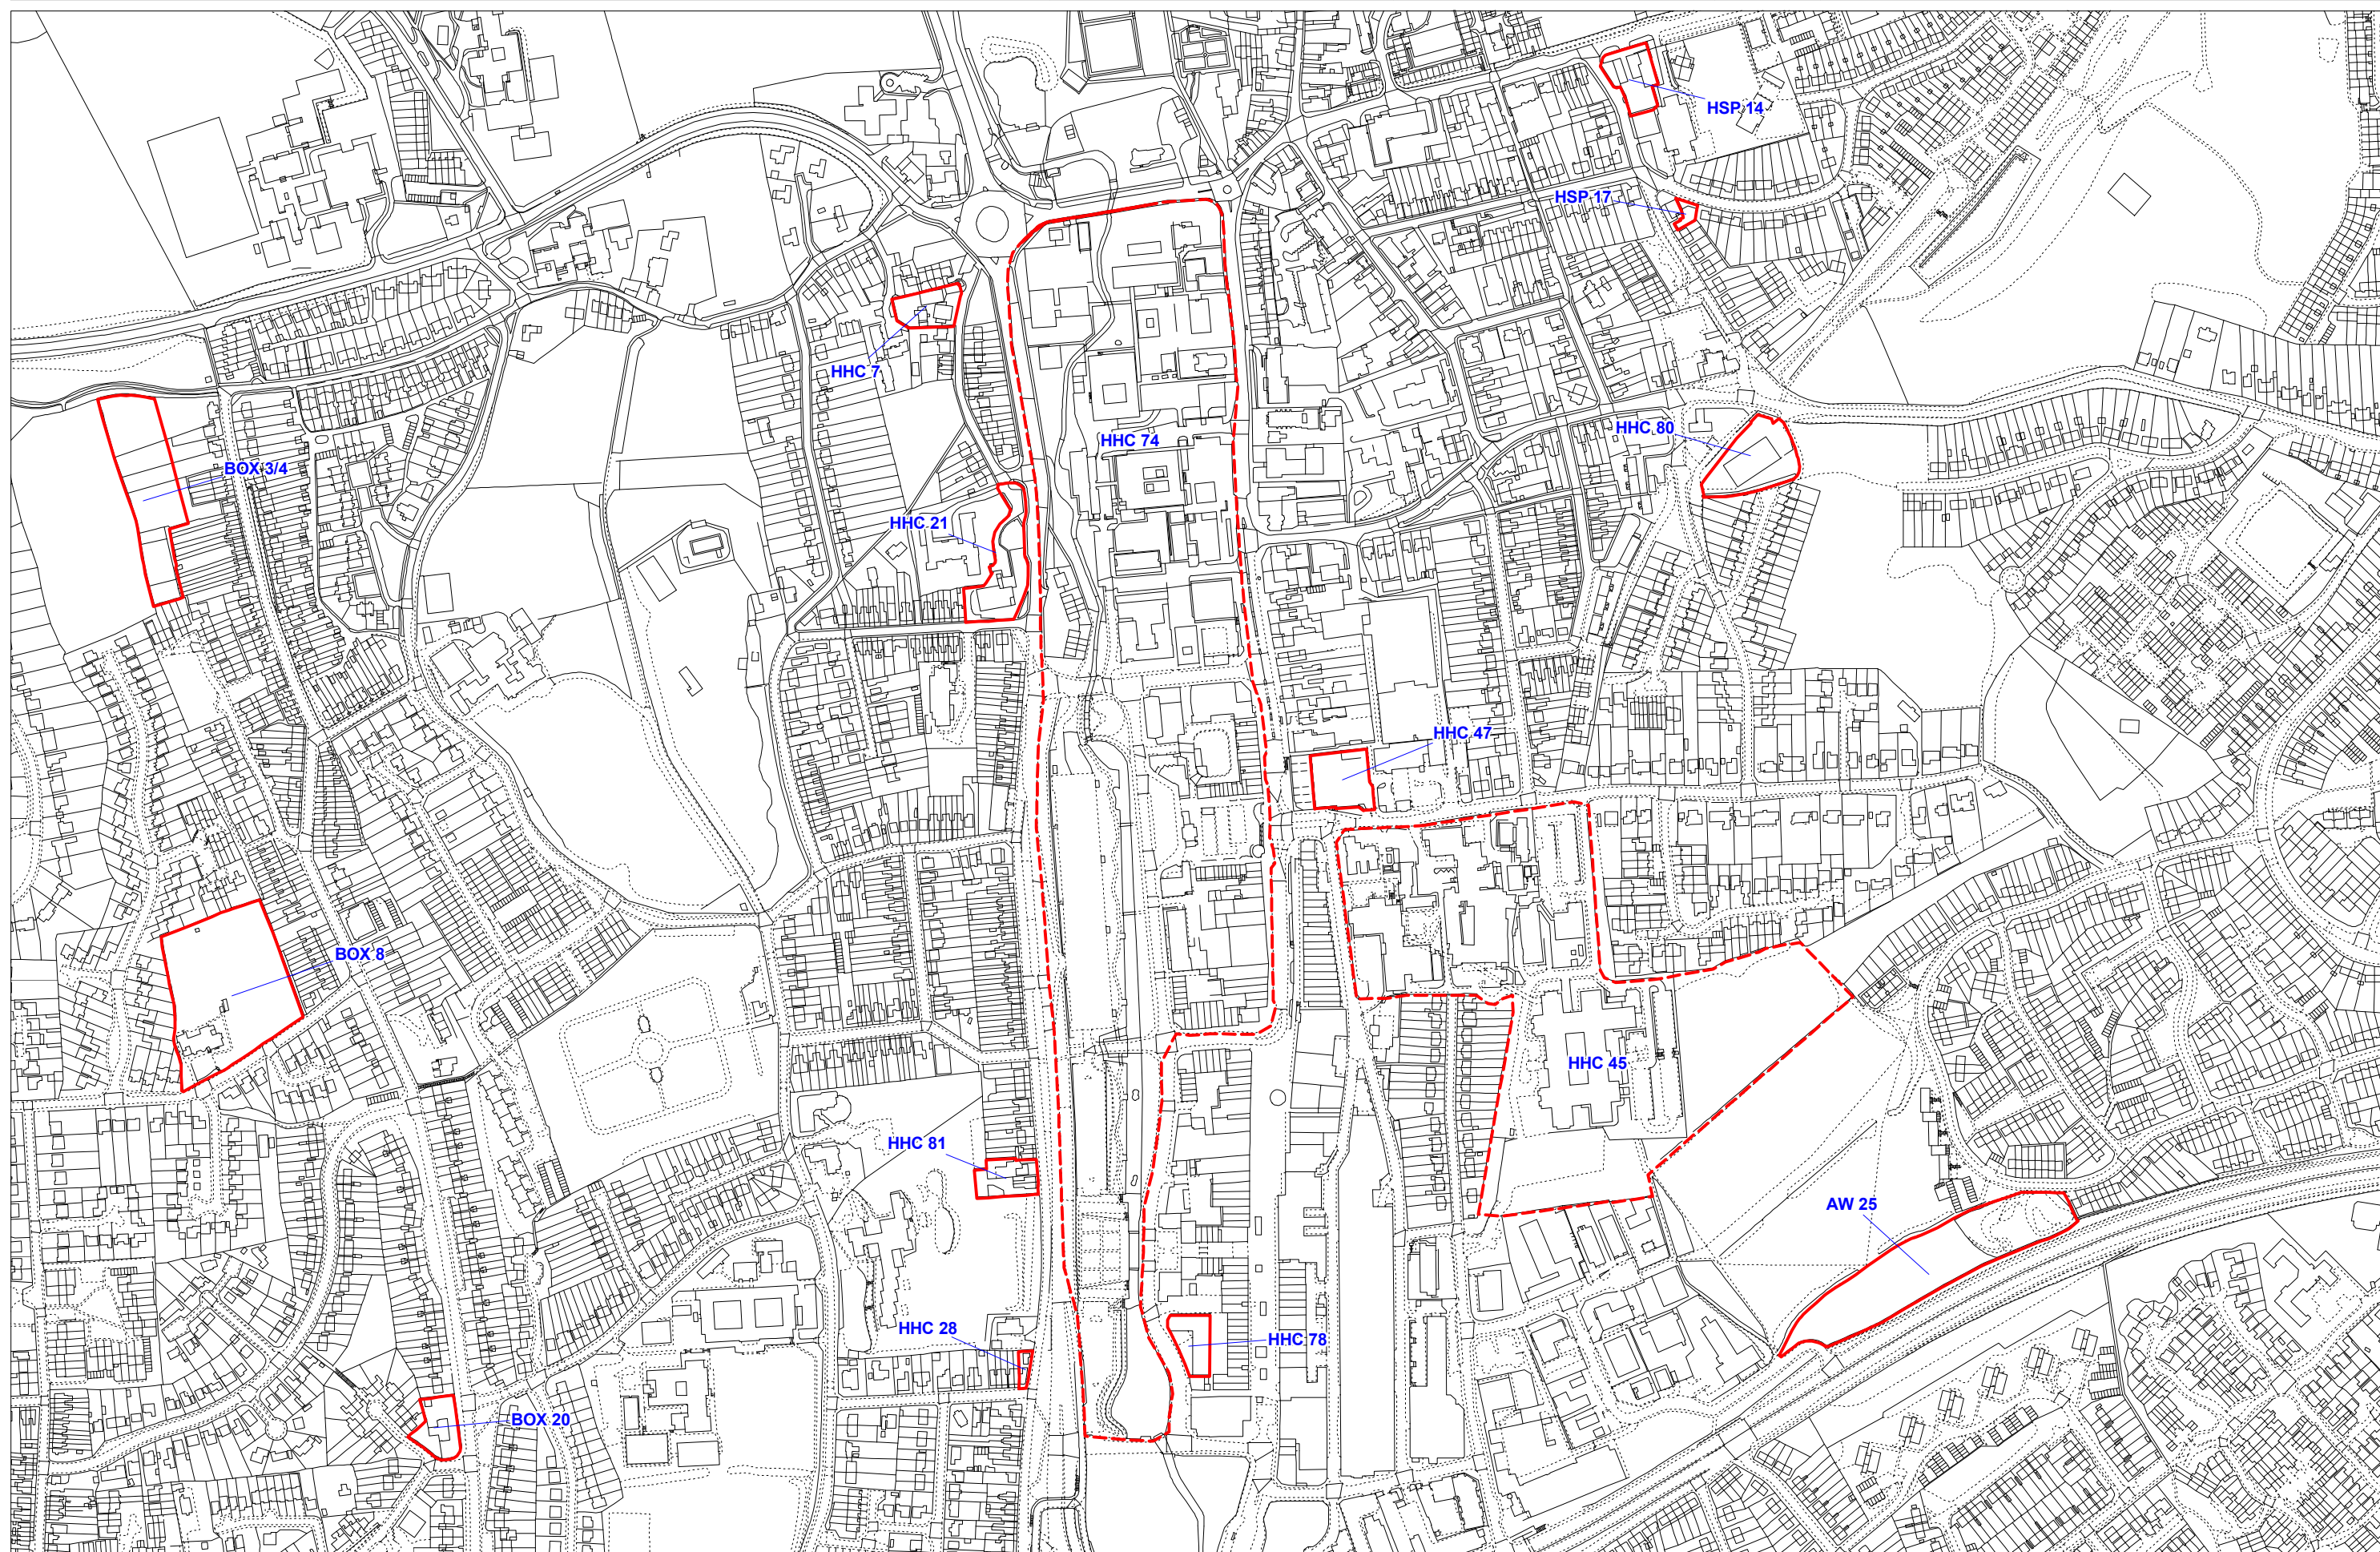 HSP 14
HSP 17
HHC 7
HHC 80
HHC 74
BOX 3/4
HHC 21
HHC 47
BOX 8
HHC 45
HHC 81
AW 25
HHC 28
HHC 78
BOX 20